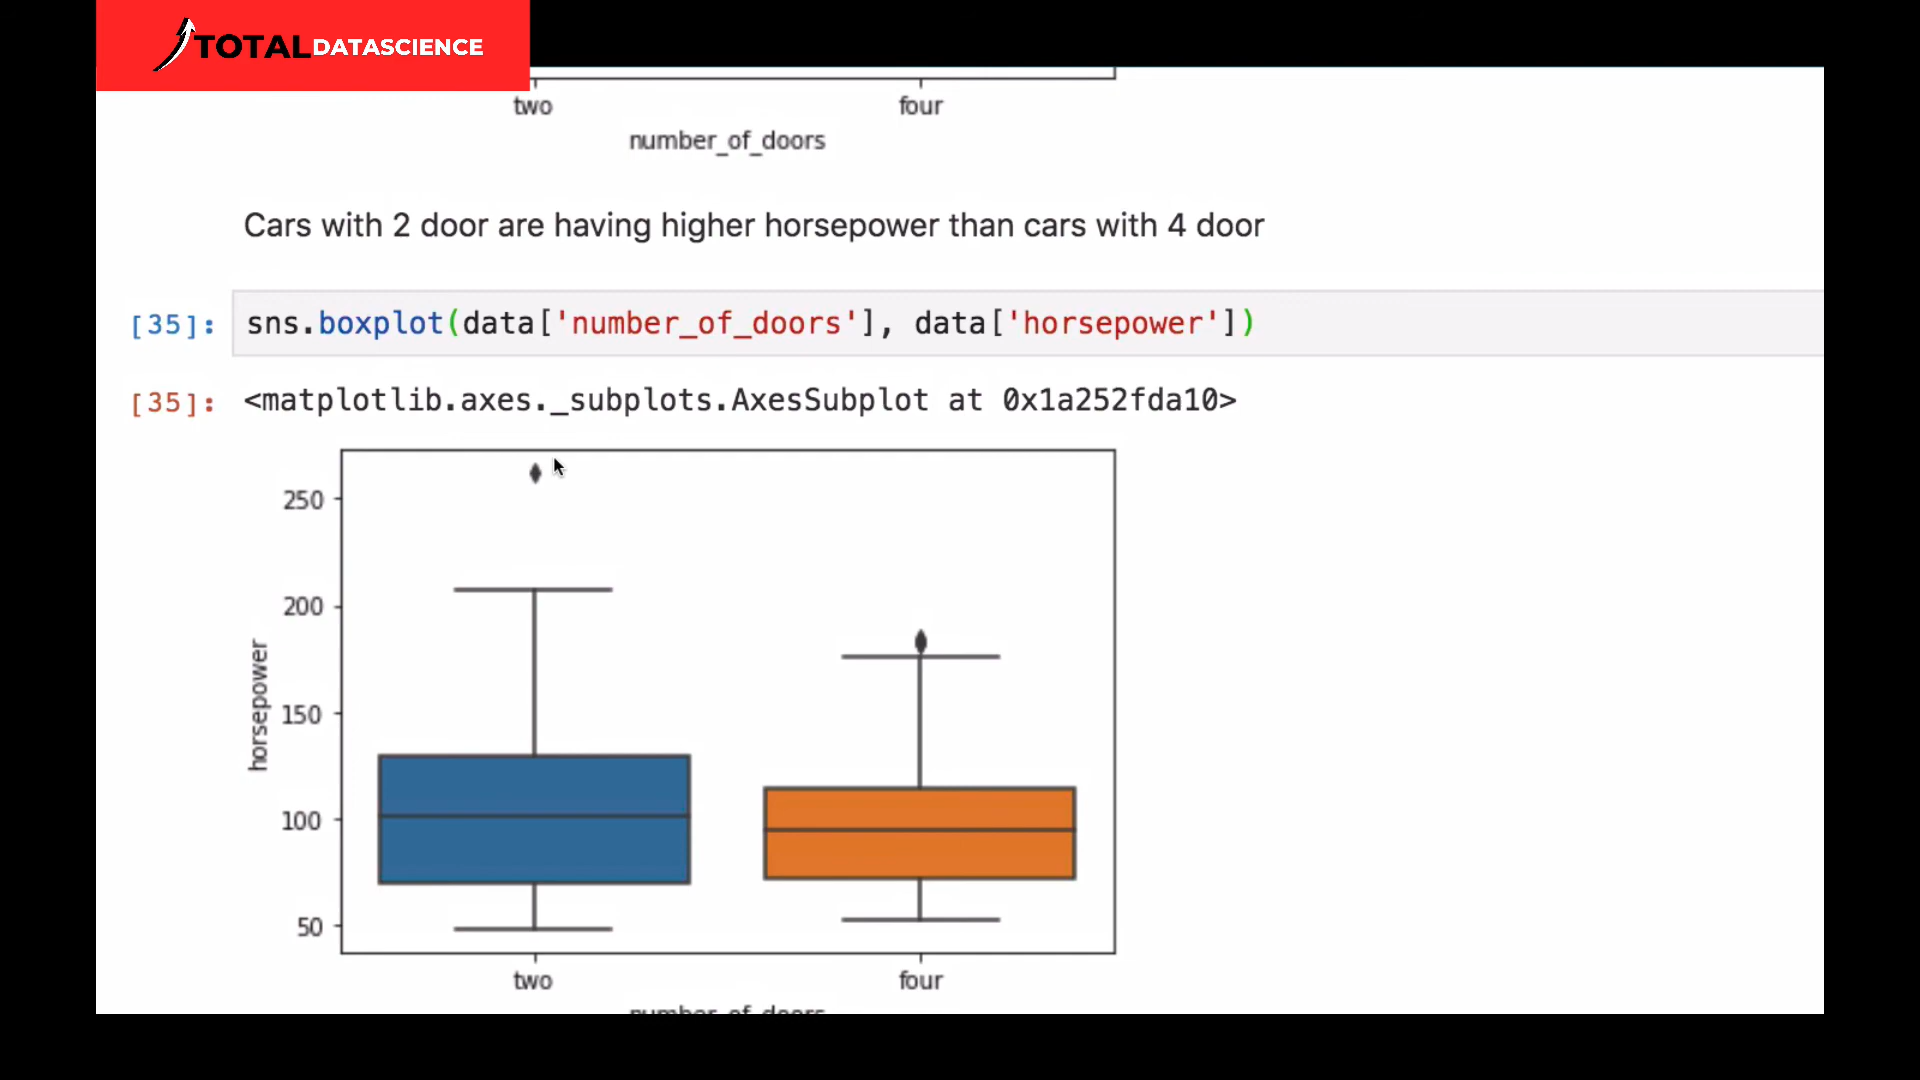 TOTALDATASCIENCE
two four
number_of_doors
Cars with 2 door are having higher horsepower than cars with 4 door
[35]: sns.boxplot(data['number_of_doors'], data['horsepower'])
[35]: <matplotlib.axes._subplots.AxesSubplot at 0x1a252fda10>
250
200
150
100
50
horsepower
two four
number_of_doors